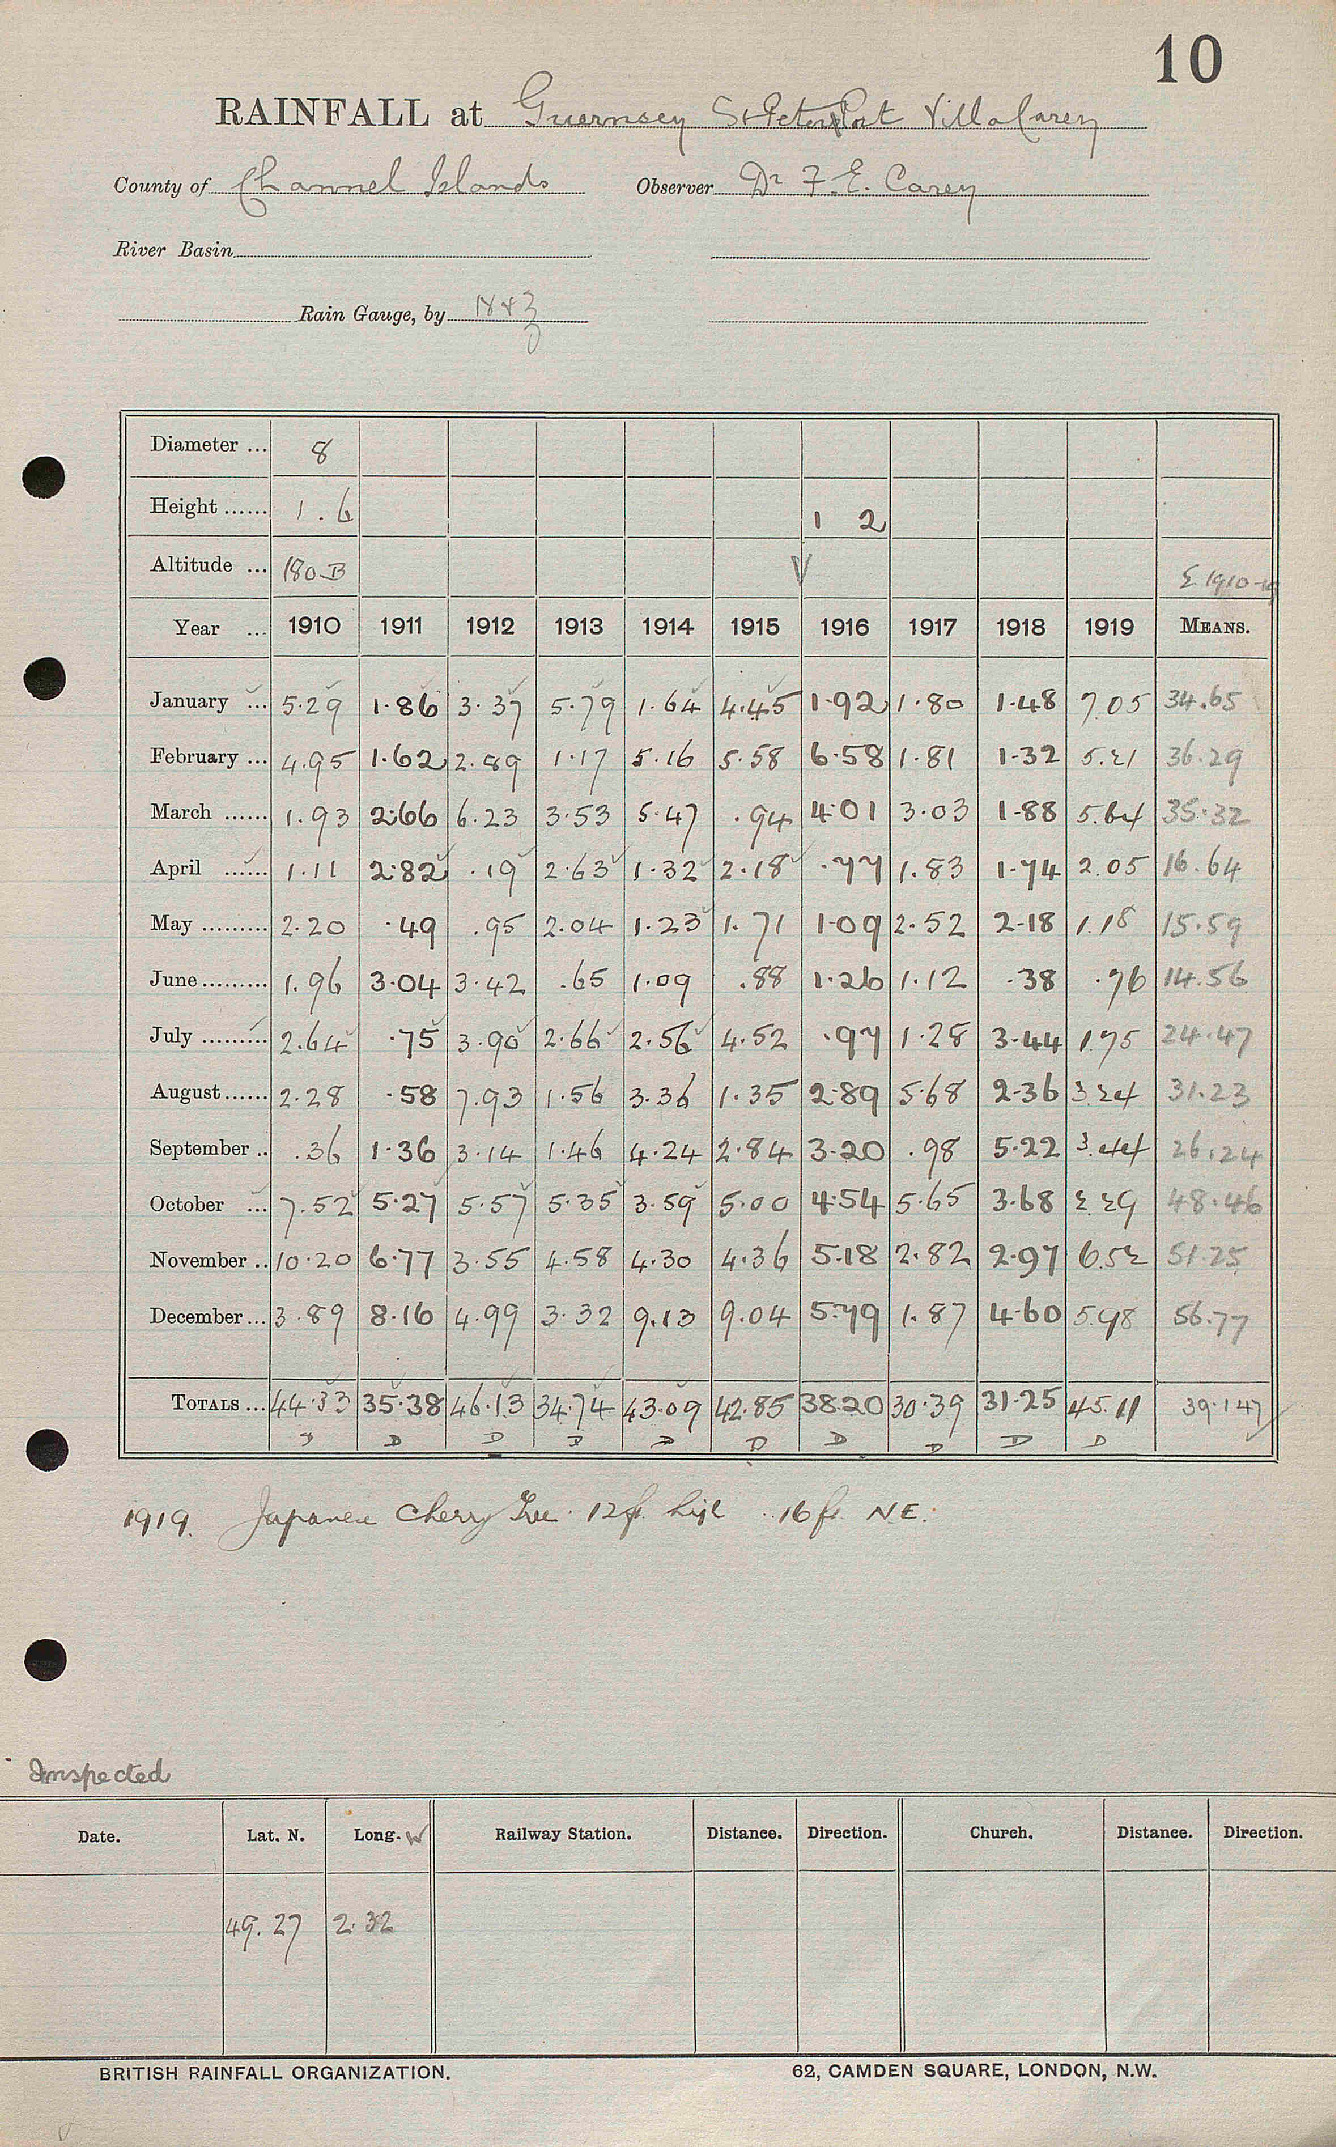 10
RAINFALL at Guernsey St Peters Port Villa Carey
County of Channel Islands Observer Dr F. E. Carey
River Basin
Rain Gauge, by
Diameter ... 8
Height ...... 1 . 6 1 2
Altitude ... 180 B V Σ 1910-19
Year ... 1910 1911 1912 1913 1914 1915 1916 1917 1918 1919 MEANS.
January ... 5.29 1.86 3.37 5.79 1.64 4.45 1.92 1.80 1.48 7.05 34.65
February ... 4.95 1.62 2.89 1.17 5.16 5.58 6.58 1.81 1.32 5.21 36.29
March ...... 1.93 2.66 6.23 3.53 5.47 .94 4.01 3.03 1.88 5.64 35.32
April ...... 1.11 2.82 .19 2.63 1.32 2.18 .77 1.83 1.74 2.05 16.64
May ......... 2.20 .49 .95 2.04 1.23 1.71 1.09 2.52 2.18 1.18 15.59
June ......... 1.96 3.04 3.42 .65 1.09 .88 1.26 1.12 .38 .76 14.56
July ......... 2.64 .75 3.90 2.66 2.56 4.52 .97 1.28 3.44 1.75 24.47
August ...... 2.28 .58 7.93 1.56 3.36 1.35 2.89 5.68 2.36 3.24 31.23
September .. .36 1.36 3.14 1.46 4.24 2.84 3.20 .98 5.22 3.44 26.24
October ... 7.52 5.27 5.57 5.35 3.59 5.00 4.54 5.65 3.68 2.29 48.46
November .. 10.20 6.77 3.55 4.58 4.30 4.36 5.18 2.82 2.97 6.52 51.25
December ... 3.89 8.16 4.99 3.32 9.13 9.04 5.79 1.87 4.60 5.98 56.77
TOTALS ... 44.33 35.38 46.13 34.74 43.09 42.85 38.20 30.39 31.25 45.11 39.147
D D D D D D D D D D
1919. Japanese Cherry Tree 12 ft high 16 ft NE.
Inspected
Date. Lat. N. Long. W Railway Station. Distance. Direction. Church. Distance. Direction.
49.27 2.32
BRITISH RAINFALL ORGANIZATION. 62, CAMDEN SQUARE, LONDON, N.W.